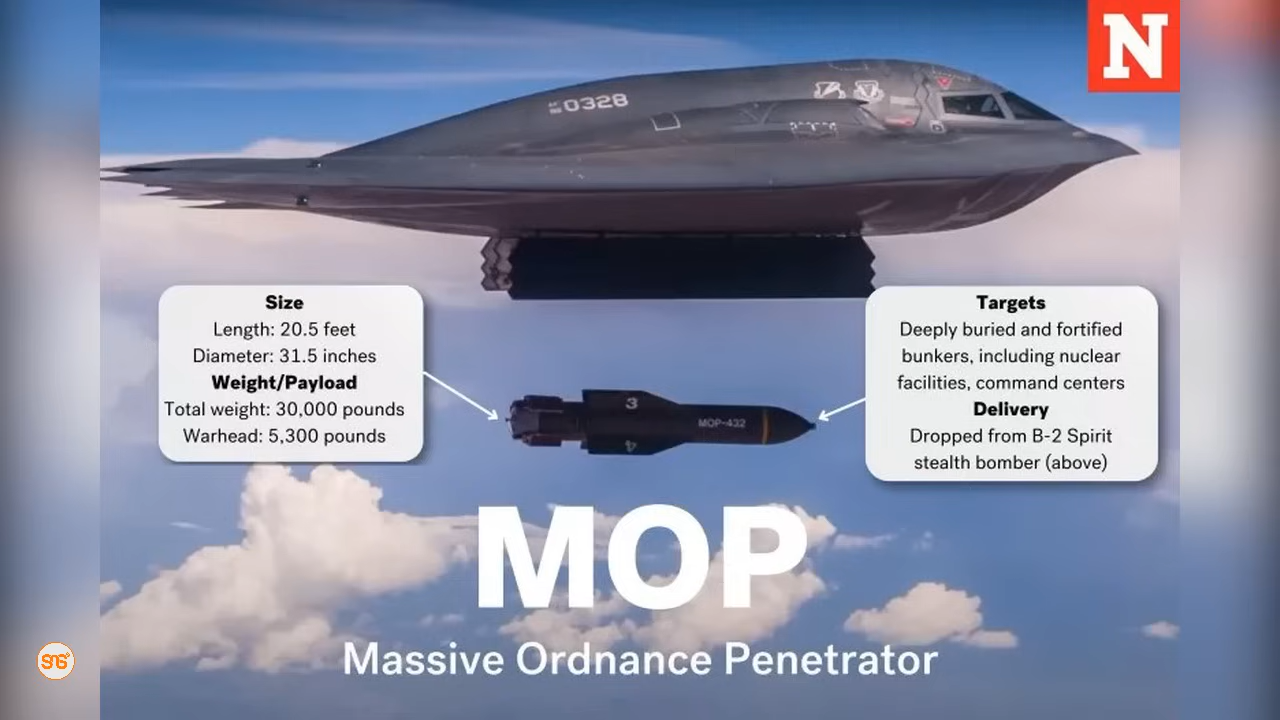 N
0328
Size
Length: 20.5 feet
Diameter: 31.5 inches
Weight/Payload
Total weight: 30,000 pounds
Warhead: 5,300 pounds
Targets
Deeply buried and fortified
bunkers, including nuclear
facilities, command centers
Delivery
Dropped from B-2 Spirit
stealth bomber (above)
3
MOP-432
4
MOP
Massive Ordnance Penetrator